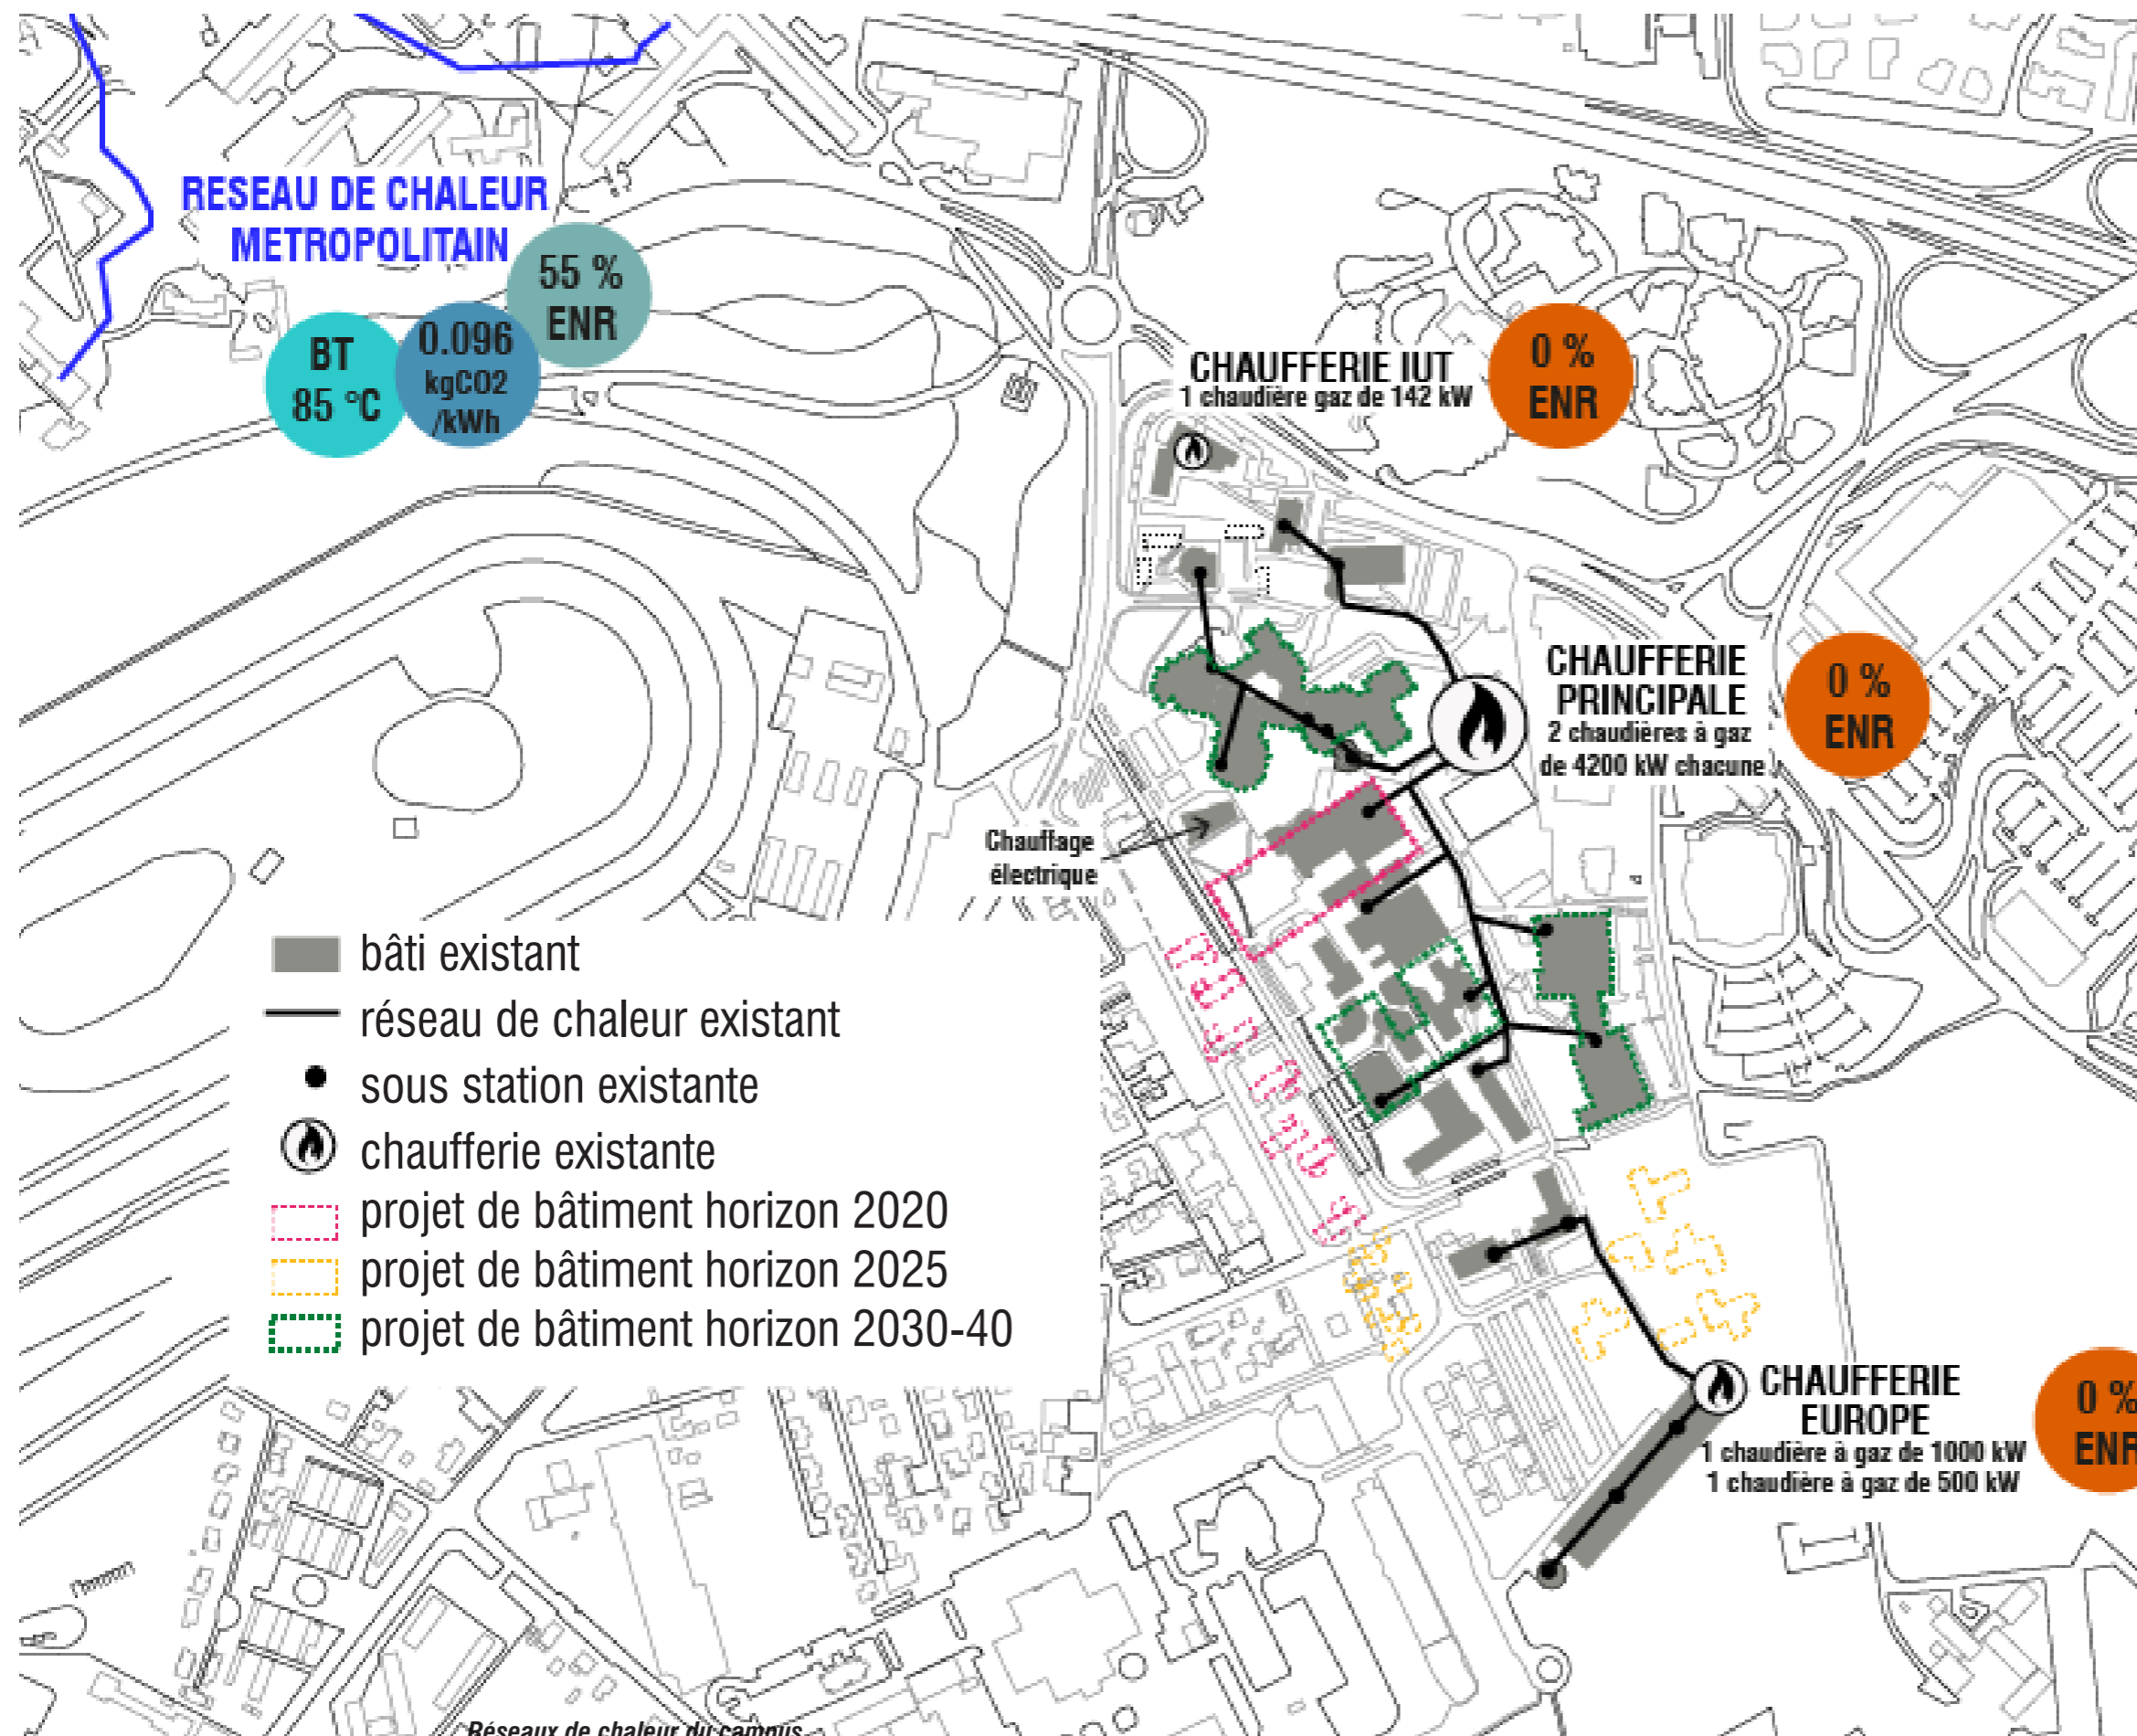 RESEAU DE CHALEUR
METROPOLITAIN
55 %
ENR
BT
85 °C
0.096
kgCO2
/kWh
CHAUFFERIE IUT
1 chaudière gaz de 142 kW
0 %
ENR
CHAUFFERIE
PRINCIPALE
2 chaudières à gaz
de 4200 kW chacune
0 %
ENR
Chauffage
électrique
bâti existant
réseau de chaleur existant
sous station existante
chaufferie existante
projet de bâtiment horizon 2020
projet de bâtiment horizon 2025
projet de bâtiment horizon 2030-40
CHAUFFERIE
EUROPE
1 chaudière à gaz de 1000 kW
1 chaudière à gaz de 500 kW
0 %
ENR
Réseaux de chaleur du campus